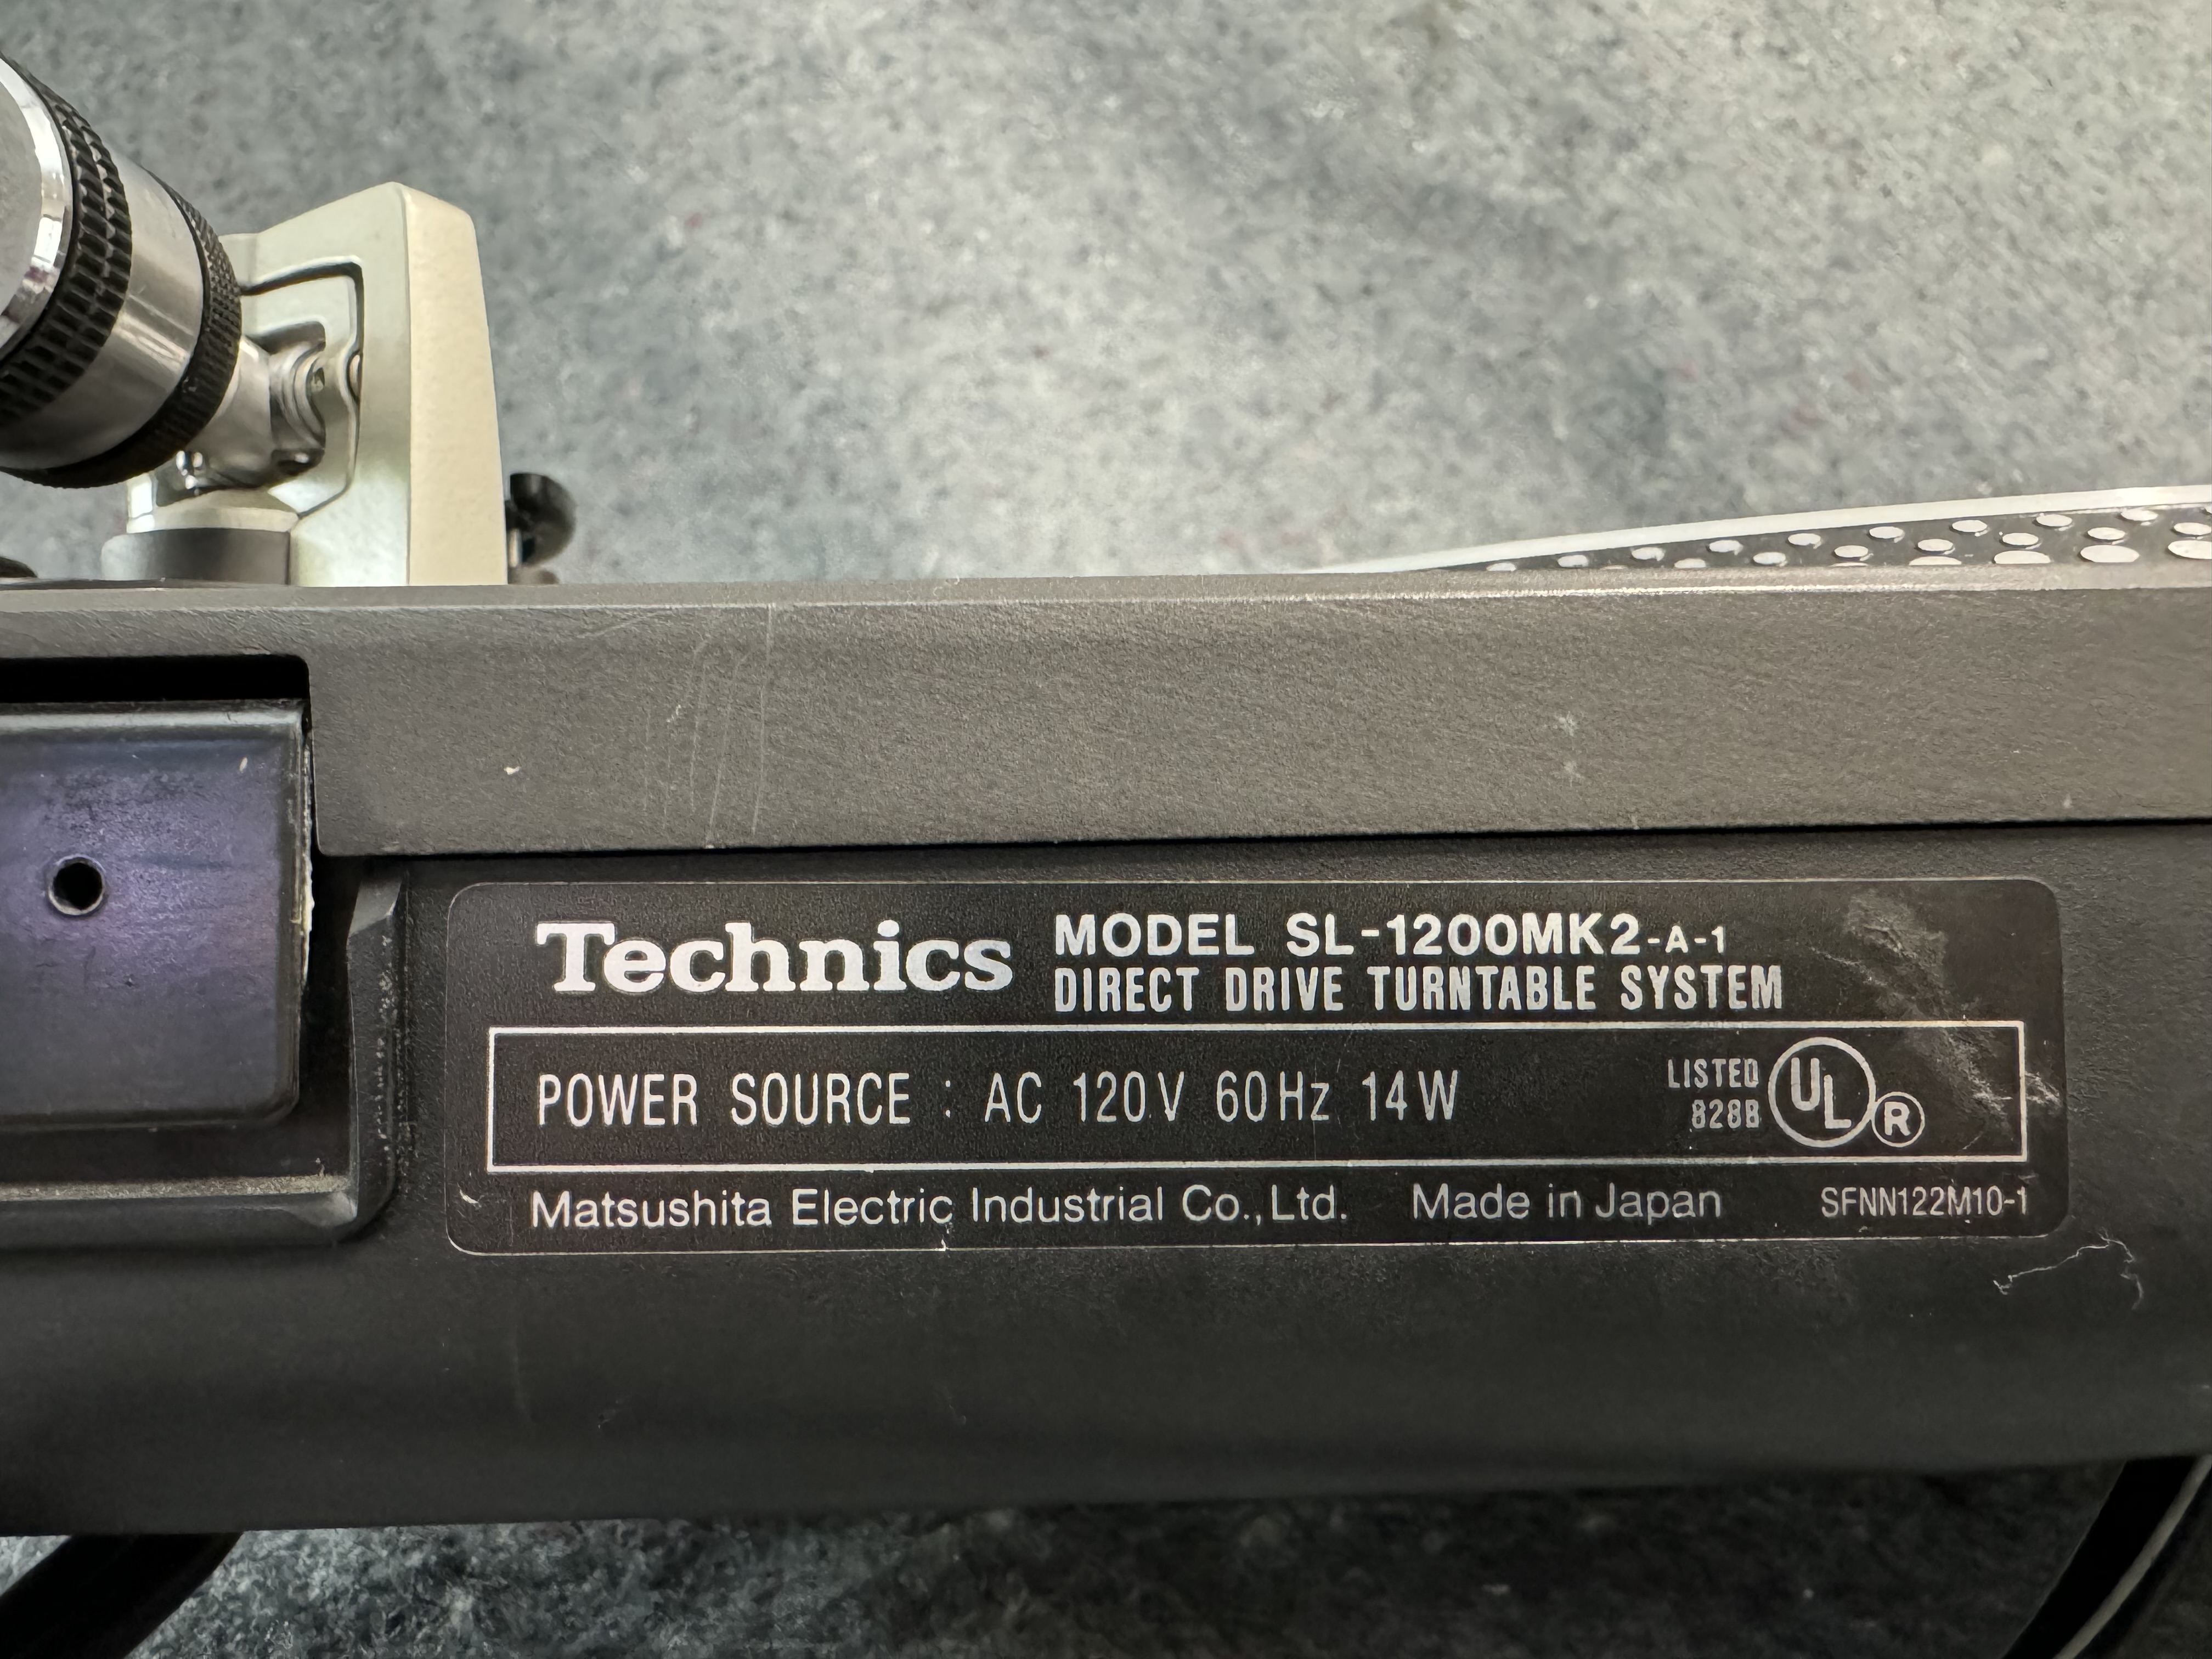 Technics MODEL SL-1200MK2-A-1
DIRECT DRIVE TURNTABLE SYSTEM
POWER SOURCE : AC 120V 60Hz 14W
LISTED
828B
UL
R
Matsushita Electric Industrial Co.,Ltd. Made in Japan SFNN122M10-1